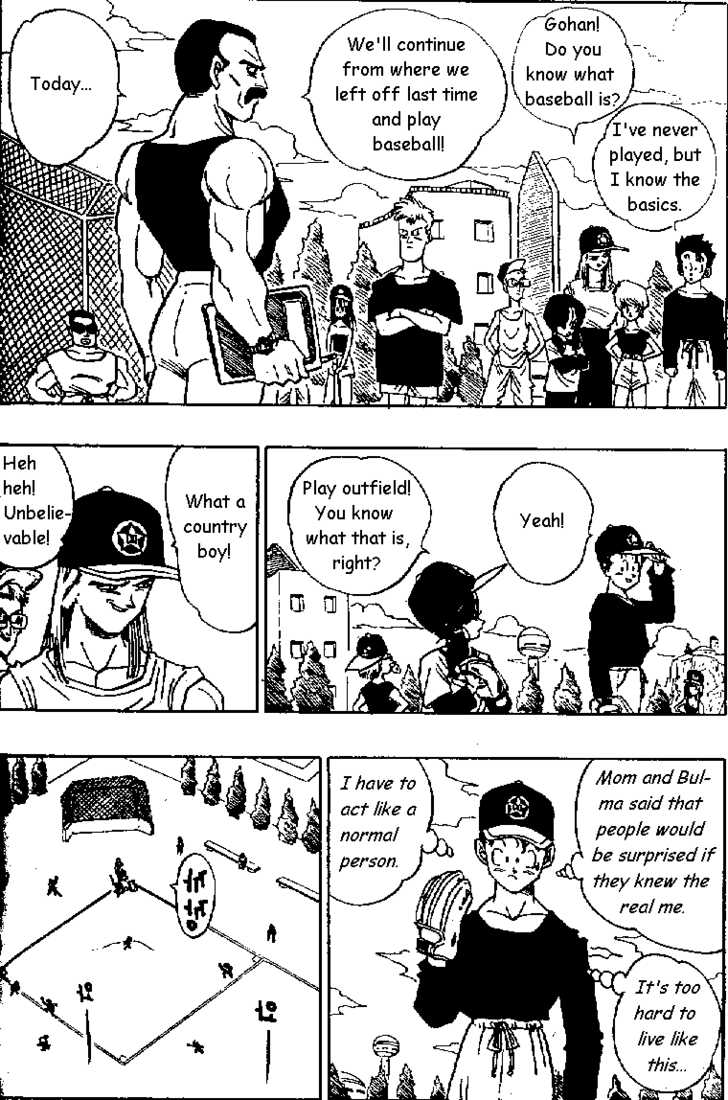 Today...
We'll continue
from where we
left off last time
and play
baseball!
Gohan!
Do you
know what
baseball is?
I've never
played, but
I know the
basics.
Heh
heh!
Unbelie-
vable!
What a
country
boy!
Play outfield!
You know
what that is,
right?
Yeah!
I have to
act like a
normal
person.
Mom and Bul-
ma said that
people would
be surprised if
they knew the
real me.
It's too
hard to
live like
this...